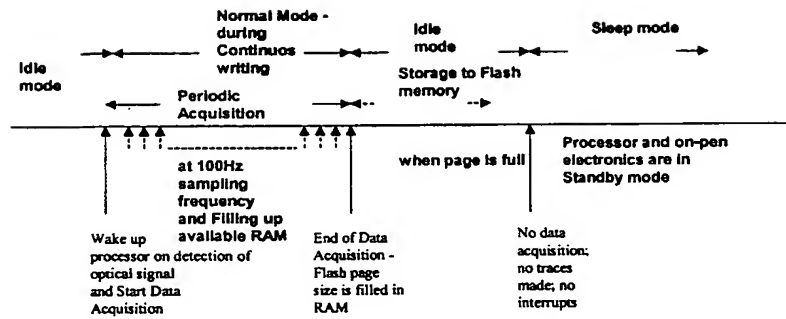 Idle
mode
Normal Mode -
during
Continuos
writing
Idle
mode
Sleep mode
Periodic
Acquisition
Storage to Flash
memory
at 100Hz
sampling
frequency
and Filling up
available RAM
when page is full
Processor and on-pen
electronics are in
Standby mode
Wake up
processor on detection of
optical signal
and Start Data
Acquisition
End of Data
Acquisition -
Flash page
size is filled in
RAM
No data
acquisition;
no traces
made; no
interrupts